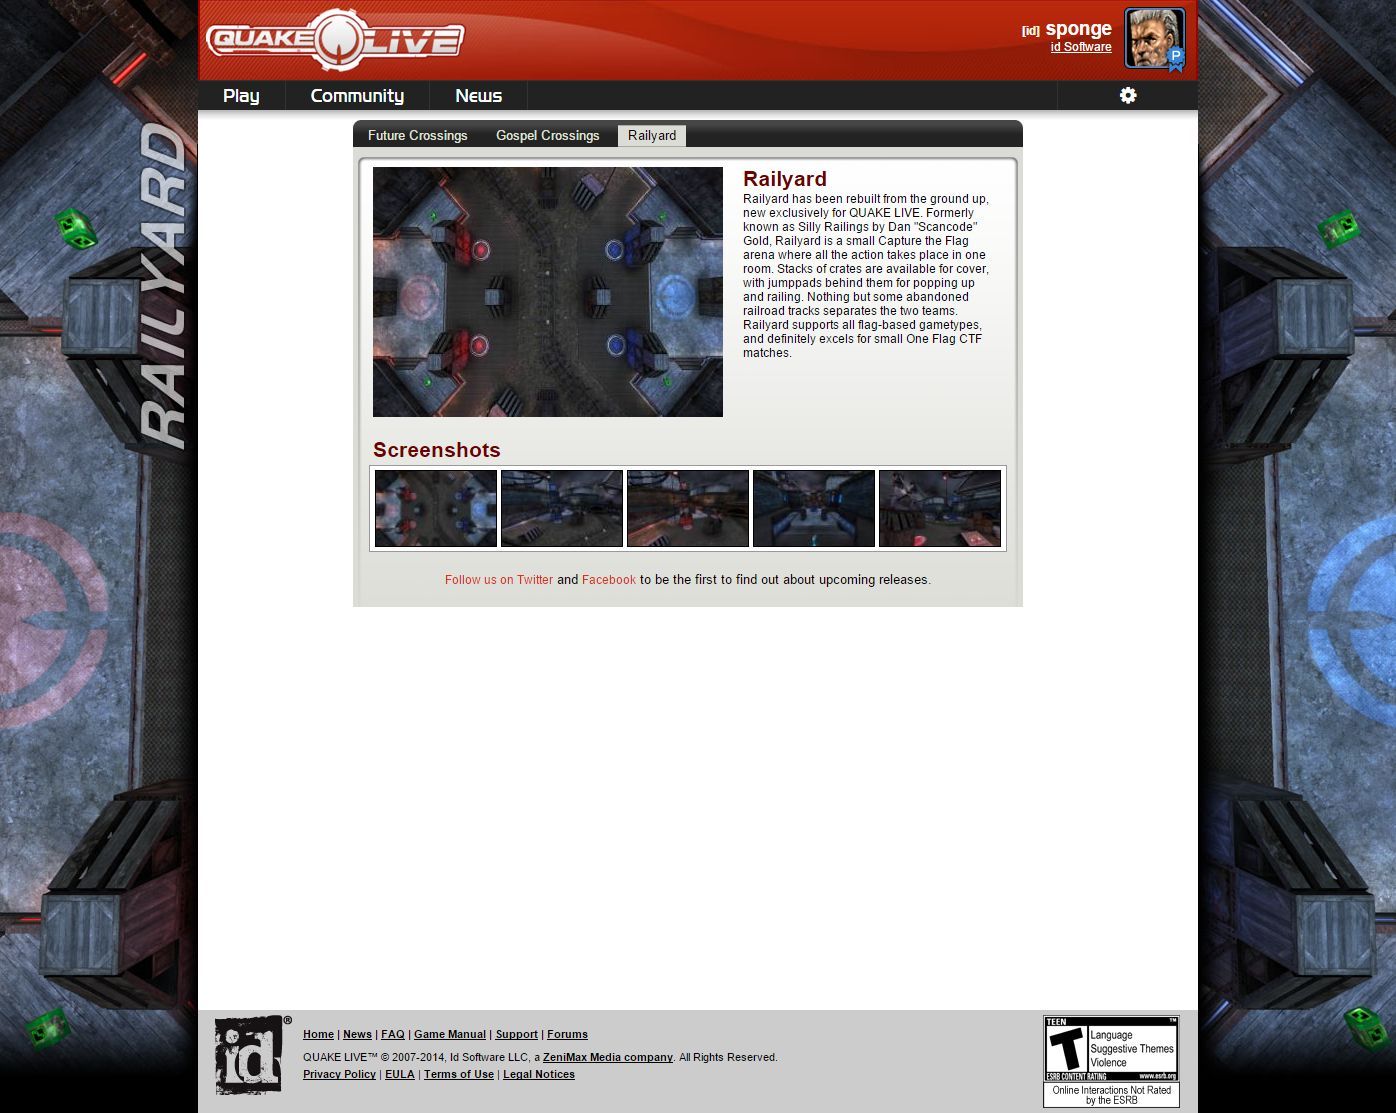 QUAKE LIVE
[id] sponge
id Software
P
Play
Community
News
RAILYARD
Future Crossings
Gospel Crossings
Railyard
Railyard
Railyard has been rebuilt from the ground up,
new exclusively for QUAKE LIVE. Formerly
known as Silly Railings by Dan "Scancode"
Gold, Railyard is a small Capture the Flag
arena where all the action takes place in one
room. Stacks of crates are available for cover,
with jumppads behind them for popping up
and railing. Nothing but some abandoned
railroad tracks separates the two teams.
Railyard supports all flag-based gametypes,
and definitely excels for small One Flag CTF
matches.
Screenshots
Follow us on Twitter and Facebook to be the first to find out about upcoming releases.
id®
Home | News | FAQ | Game Manual | Support | Forums
QUAKE LIVE™ © 2007-2014, Id Software LLC, a ZeniMax Media company. All Rights Reserved.
Privacy Policy | EULA | Terms of Use | Legal Notices
TEEN ™
T
Language
Suggestive Themes
Violence
ESRB CONTENT RATING www.esrb.org
Online Interactions Not Rated
by the ESRB